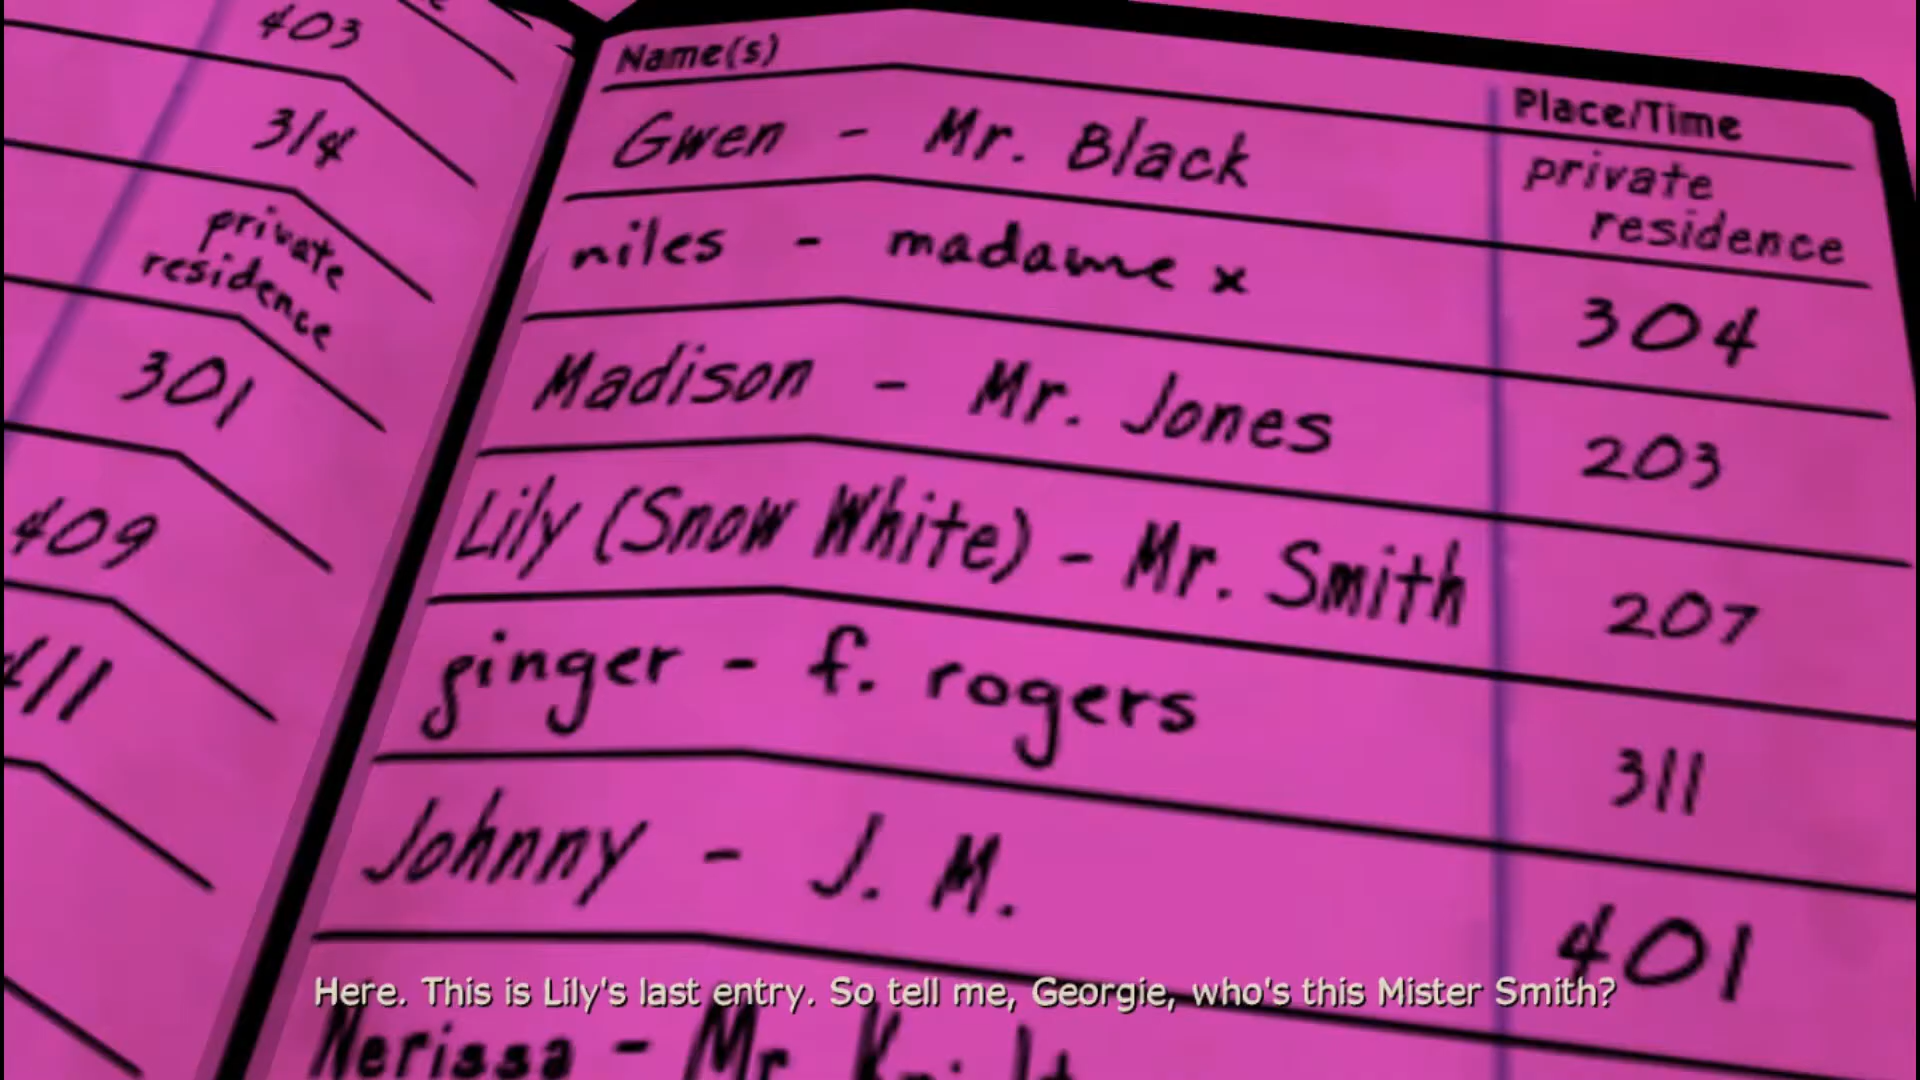 403
314
private
residence
301
409
411
Name(s)
Place/Time
Gwen - Mr. Black
private
residence
niles - madame x
304
Madison - Mr. Jones
203
Lily (Snow White) - Mr. Smith
207
ginger - f. rogers
311
Johnny - J. M.
401
Here. This is Lily's last entry. So tell me, Georgie, who's this Mister Smith?
Nerissa - Mr.